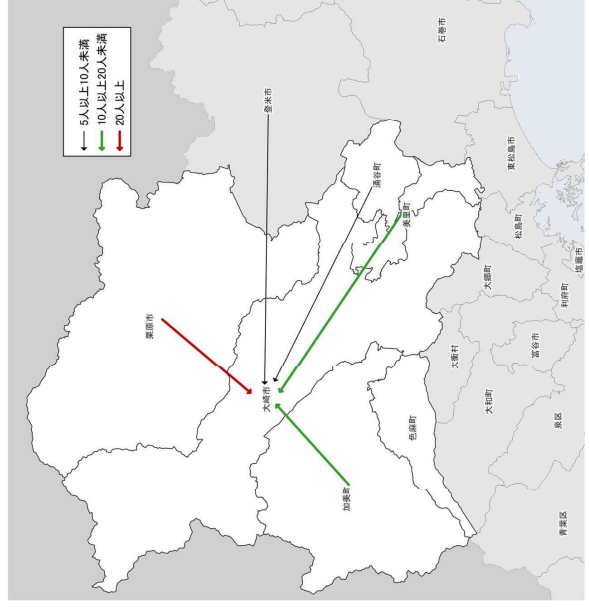 5人以上10人未満
10人以上20人未満
20人以上
石巻市
登米市
東松島市
涌谷町
美里町
松島町
塩竈市
大郷町
利府町
栗原市
大衡村
富谷市
大崎市
大和町
色麻町
泉区
加美町
青葉区